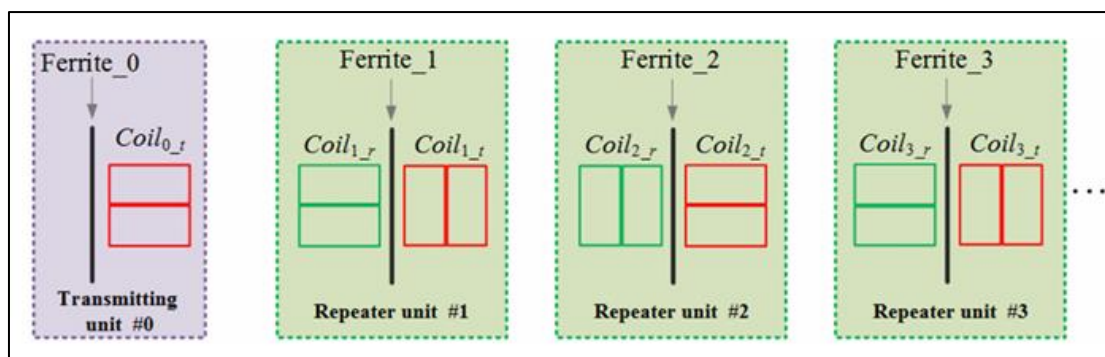 Ferrite_0
Ferrite_1
Ferrite_2
Ferrite_3
Coil0_t
Coil1_r
Coil1_t
Coil2_r
Coil2_t
Coil3_r
Coil3_t
...
Transmitting
unit #0
Repeater unit #1
Repeater unit #2
Repeater unit #3